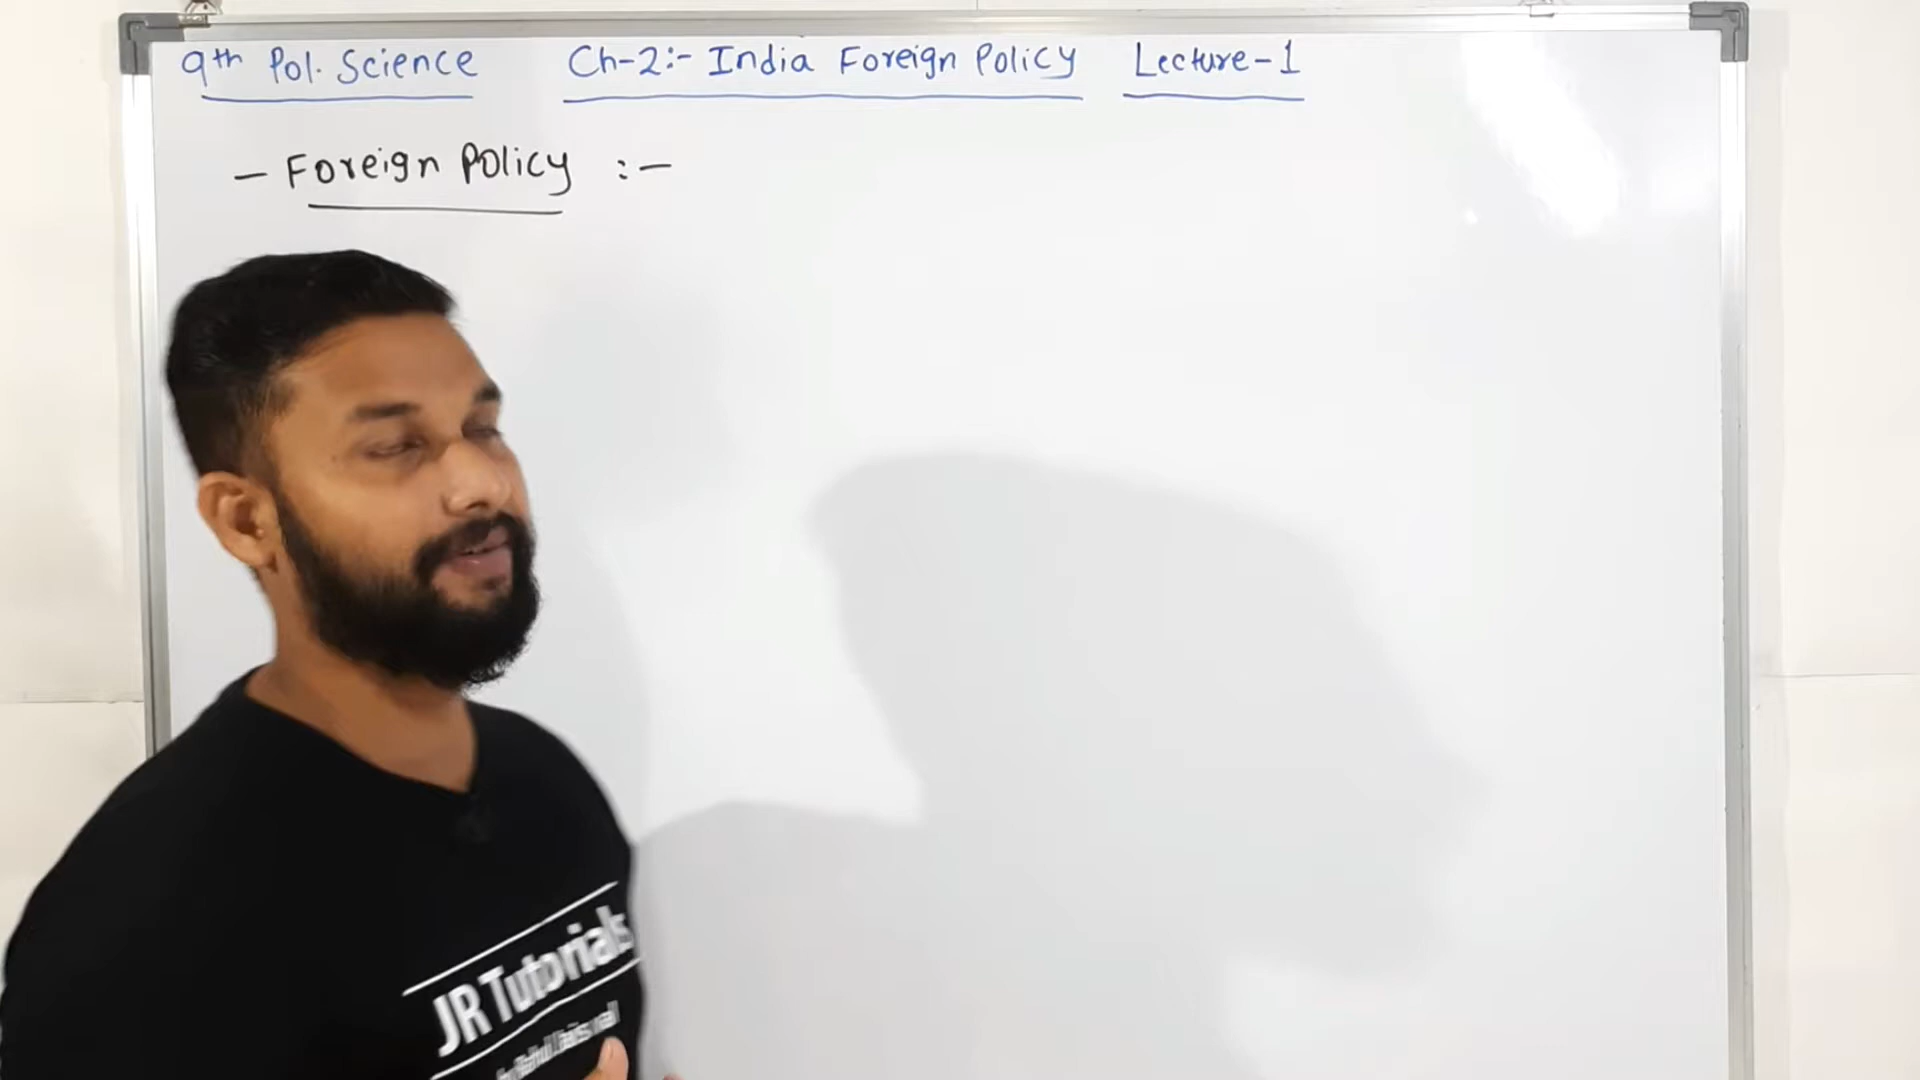 9th Pol. Science Ch-2:- India Foreign Policy Lecture-1
- Foreign Policy :-
JR Tutorials